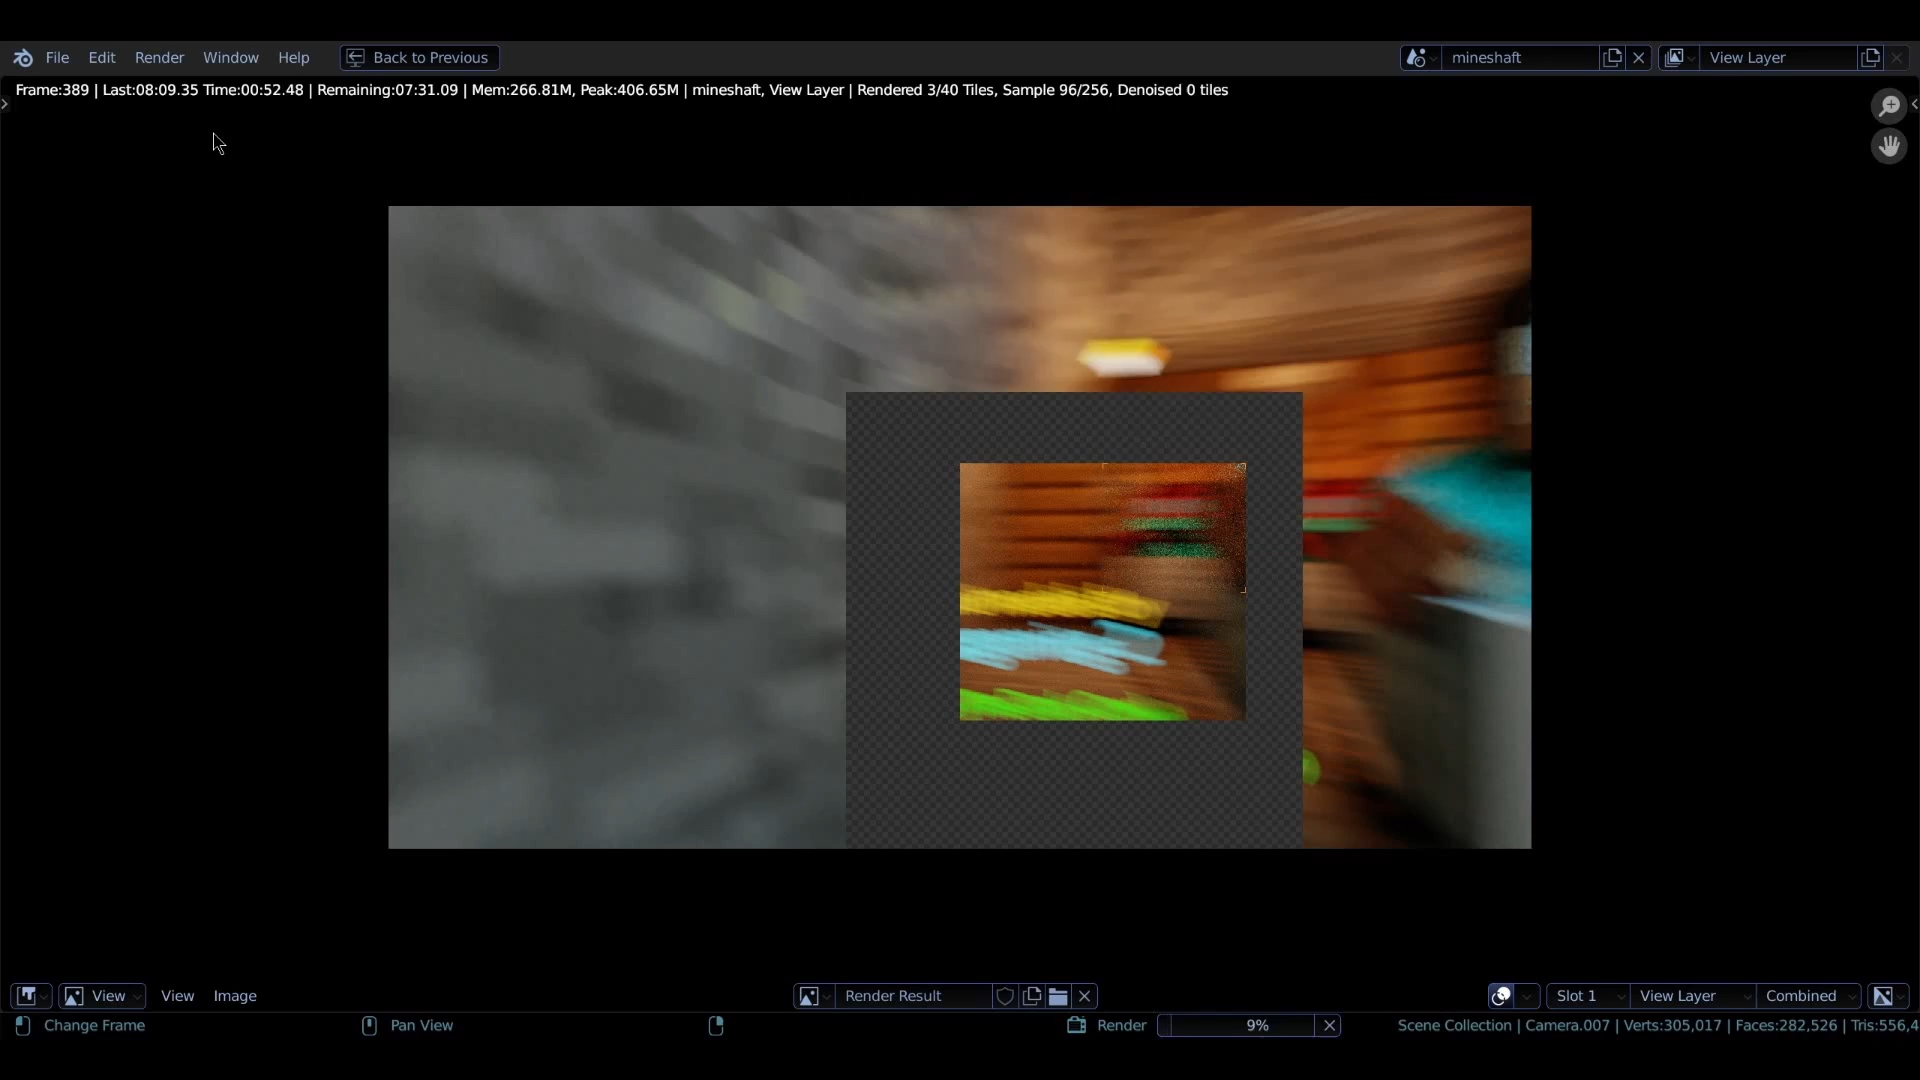 File Edit Render Window Help Back to Previous mineshaft View Layer
Frame:389 | Last:08:09.35 Time:00:52.48 | Remaining:07:31.09 | Mem:266.81M, Peak:406.65M | mineshaft, View Layer | Rendered 3/40 Tiles, Sample 96/256, Denoised 0 tiles
View View Image Render Result Slot 1 View Layer Combined
Change Frame Pan View Render 9% Scene Collection | Camera.007 | Verts:305,017 | Faces:282,526 | Tris:556,4